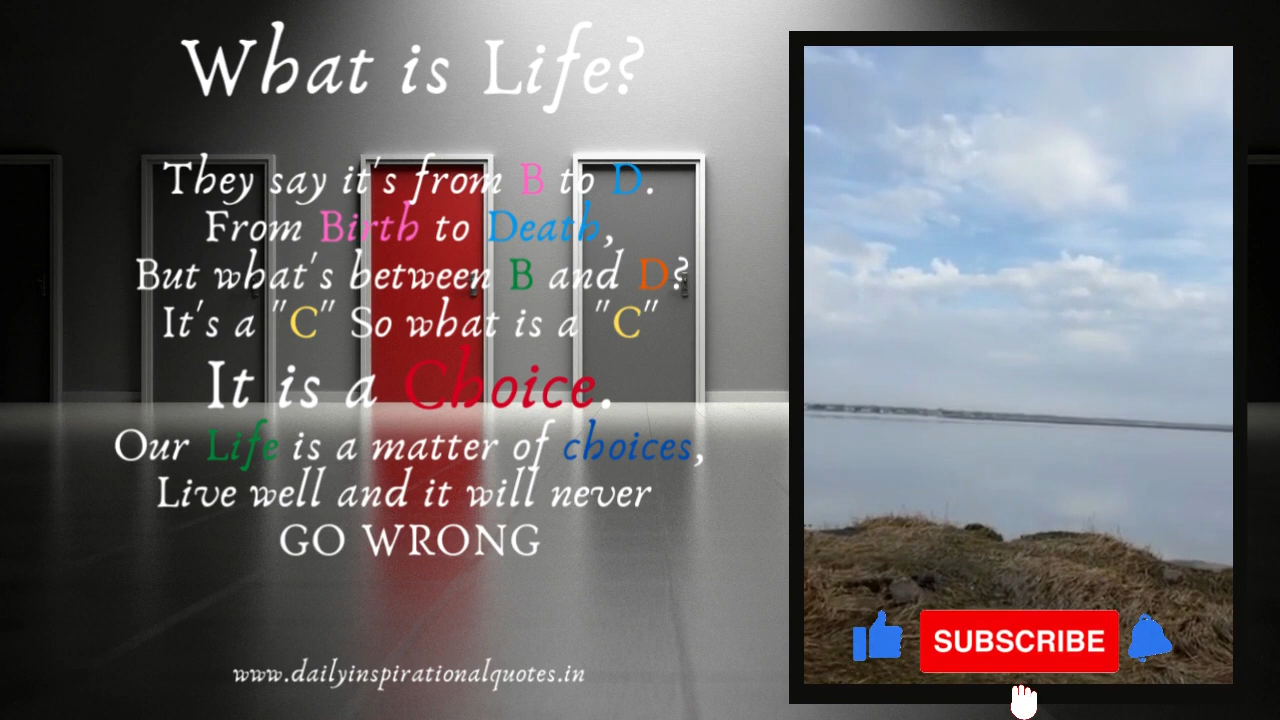 What is Life?
They say it's from B to D.
From Birth to Death,
But what's between B and D?
It's a "C" So what is a "C"
It is a Choice.
Our Life is a matter of choices,
Live well and it will never
GO WRONG
www.dailyinspirationalquotes.in
SUBSCRIBE